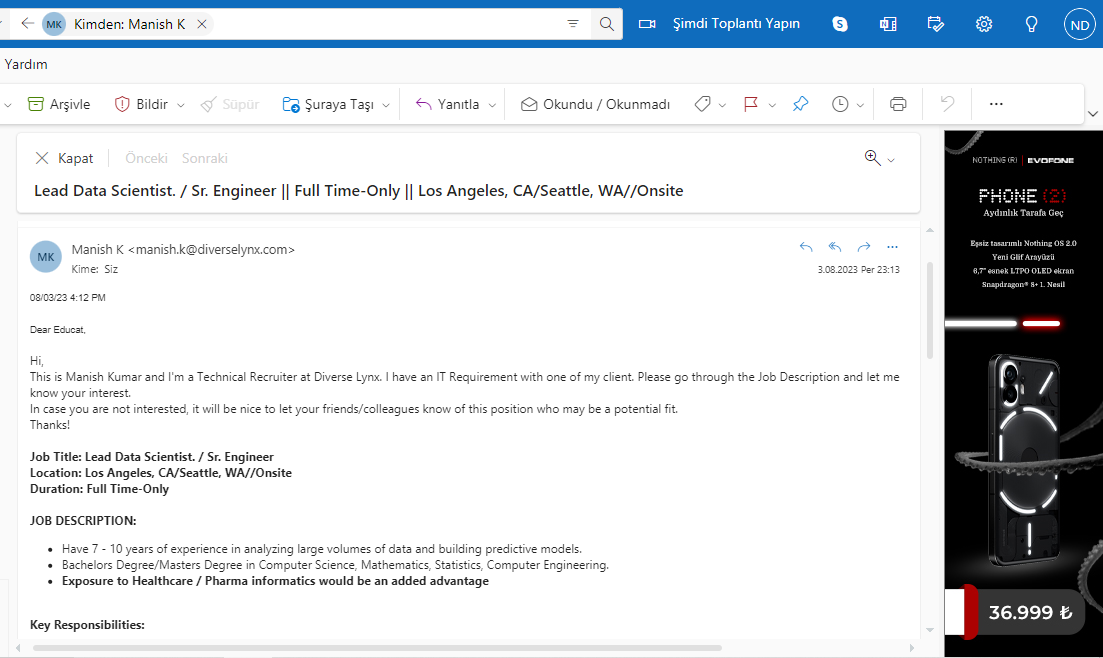 MK Kimden: Manish K
Şimdi Toplantı Yapın
ND
Yardım
Arşivle
Bildir
Süpür
Şuraya Taşı
Yanıtla
Okundu / Okunmadı
Kapat
Önceki
Sonraki
Lead Data Scientist. / Sr. Engineer || Full Time-Only || Los Angeles, CA/Seattle, WA//Onsite
MK
Manish K <manish.k@diverselynx.com>
Kime: Siz
3.08.2023 Per 23:13
08/03/23 4:12 PM
Dear Educat,
Hi,
This is Manish Kumar and I'm a Technical Recruiter at Diverse Lynx. I have an IT Requirement with one of my client. Please go through the Job Description and let me
know your interest.
In case you are not interested, it will be nice to let your friends/colleagues know of this position who may be a potential fit.
Thanks!
Job Title: Lead Data Scientist. / Sr. Engineer
Location: Los Angeles, CA/Seattle, WA//Onsite
Duration: Full Time-Only
JOB DESCRIPTION:
• Have 7 - 10 years of experience in analyzing large volumes of data and building predictive models.
• Bachelors Degree/Masters Degree in Computer Science, Mathematics, Statistics, Computer Engineering.
• Exposure to Healthcare / Pharma informatics would be an added advantage
Key Responsibilities:
NOTHING (R) | EVOFONE
PHONE (2)
Aydınlık Tarafa Geç
Eşsiz tasarımlı Nothing OS 2.0
Yeni Glif Arayüzü
6,7" esnek LTPO OLED ekran
Snapdragon® 8+ 1. Nesil
36.999 ₺